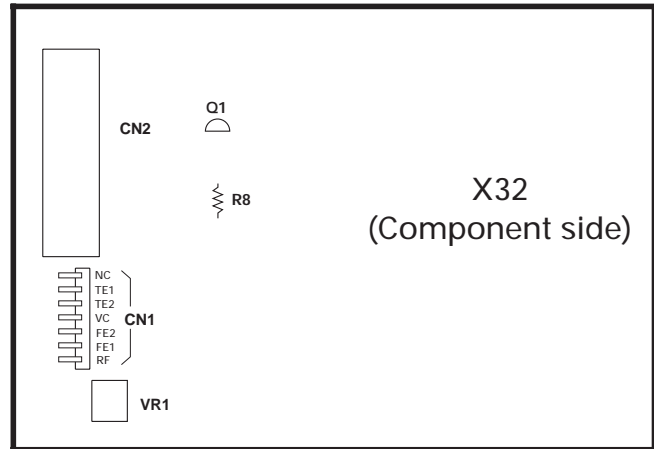 Q1
CN2
R8
X32
(Component side)
NC
TE1
TE2
VC
CN1
FE2
FE1
RF
VR1